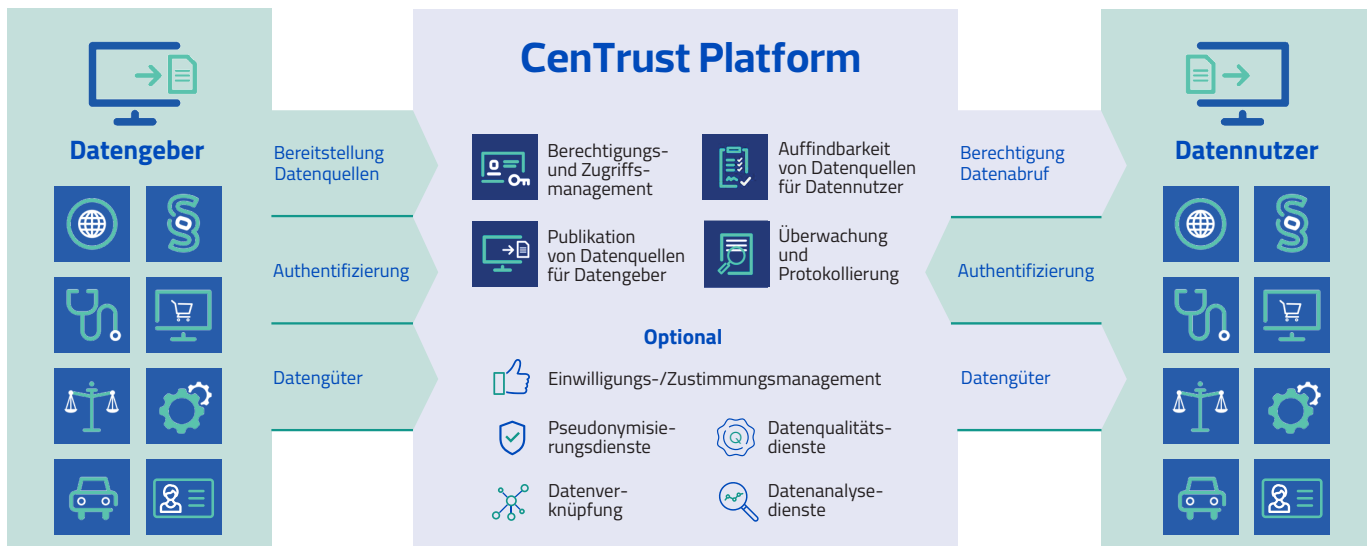 CenTrust Platform
Datengeber
Bereitstellung
Datenquellen
Authentifizierung
Datengüter
Berechtigungs-
und Zugriffs-
management
Auffindbarkeit
von Datenquellen
für Datennutzer
Publikation
von Datenquellen
für Datengeber
Überwachung
und
Protokollierung
Optional
Einwilligungs-/Zustimmungsmanagement
Pseudonymisie-
rungsdienste
Datenqualitäts-
dienste
Datenver-
knüpfung
Datenanalyse-
dienste
Berechtigung
Datenabruf
Authentifizierung
Datengüter
Datennutzer